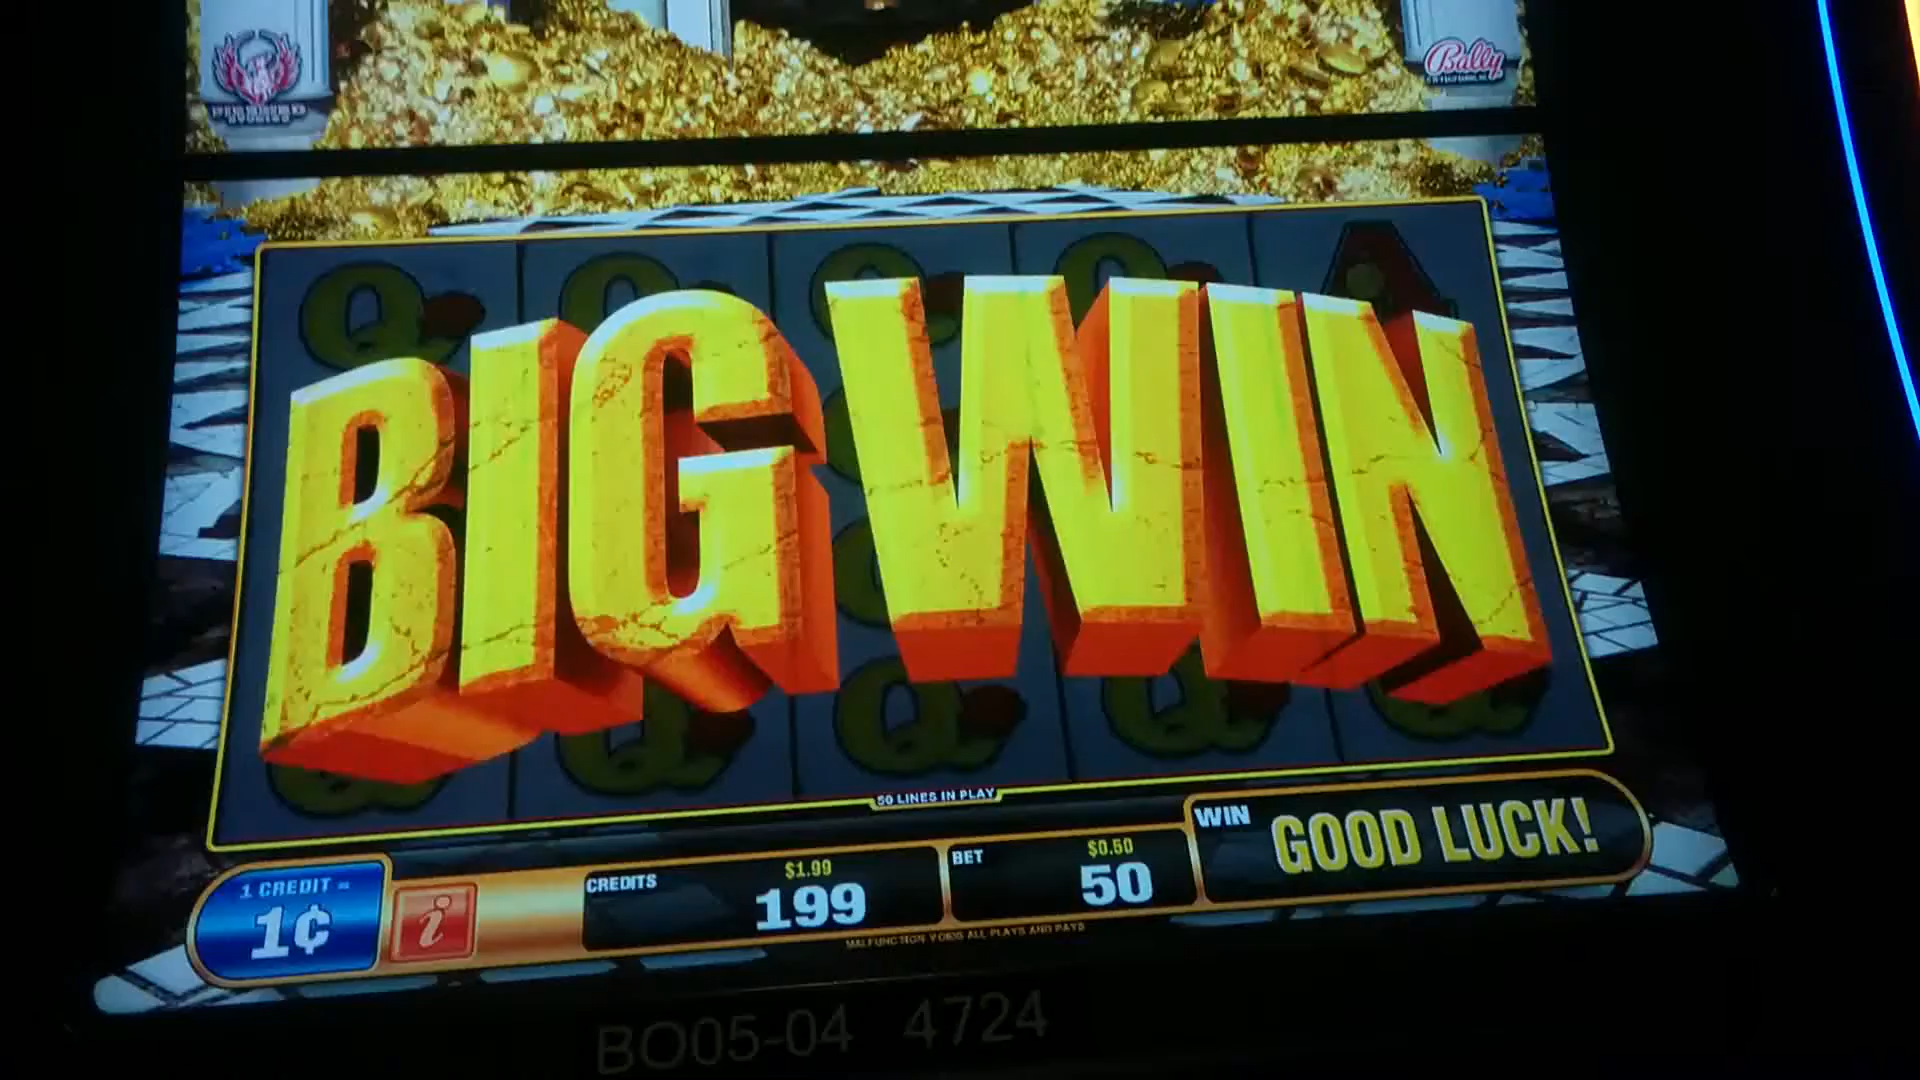 Bally
Q Q Q Q A
BIG WIN
Q Q Q Q Q
50 LINES IN PLAY
WIN
GOOD LUCK!
1 CREDIT =
1¢
i
CREDITS
$1.99
199
BET
$0.50
50
MALFUNCTION VOIDS ALL PLAYS AND PAYS
BO05-04 4724